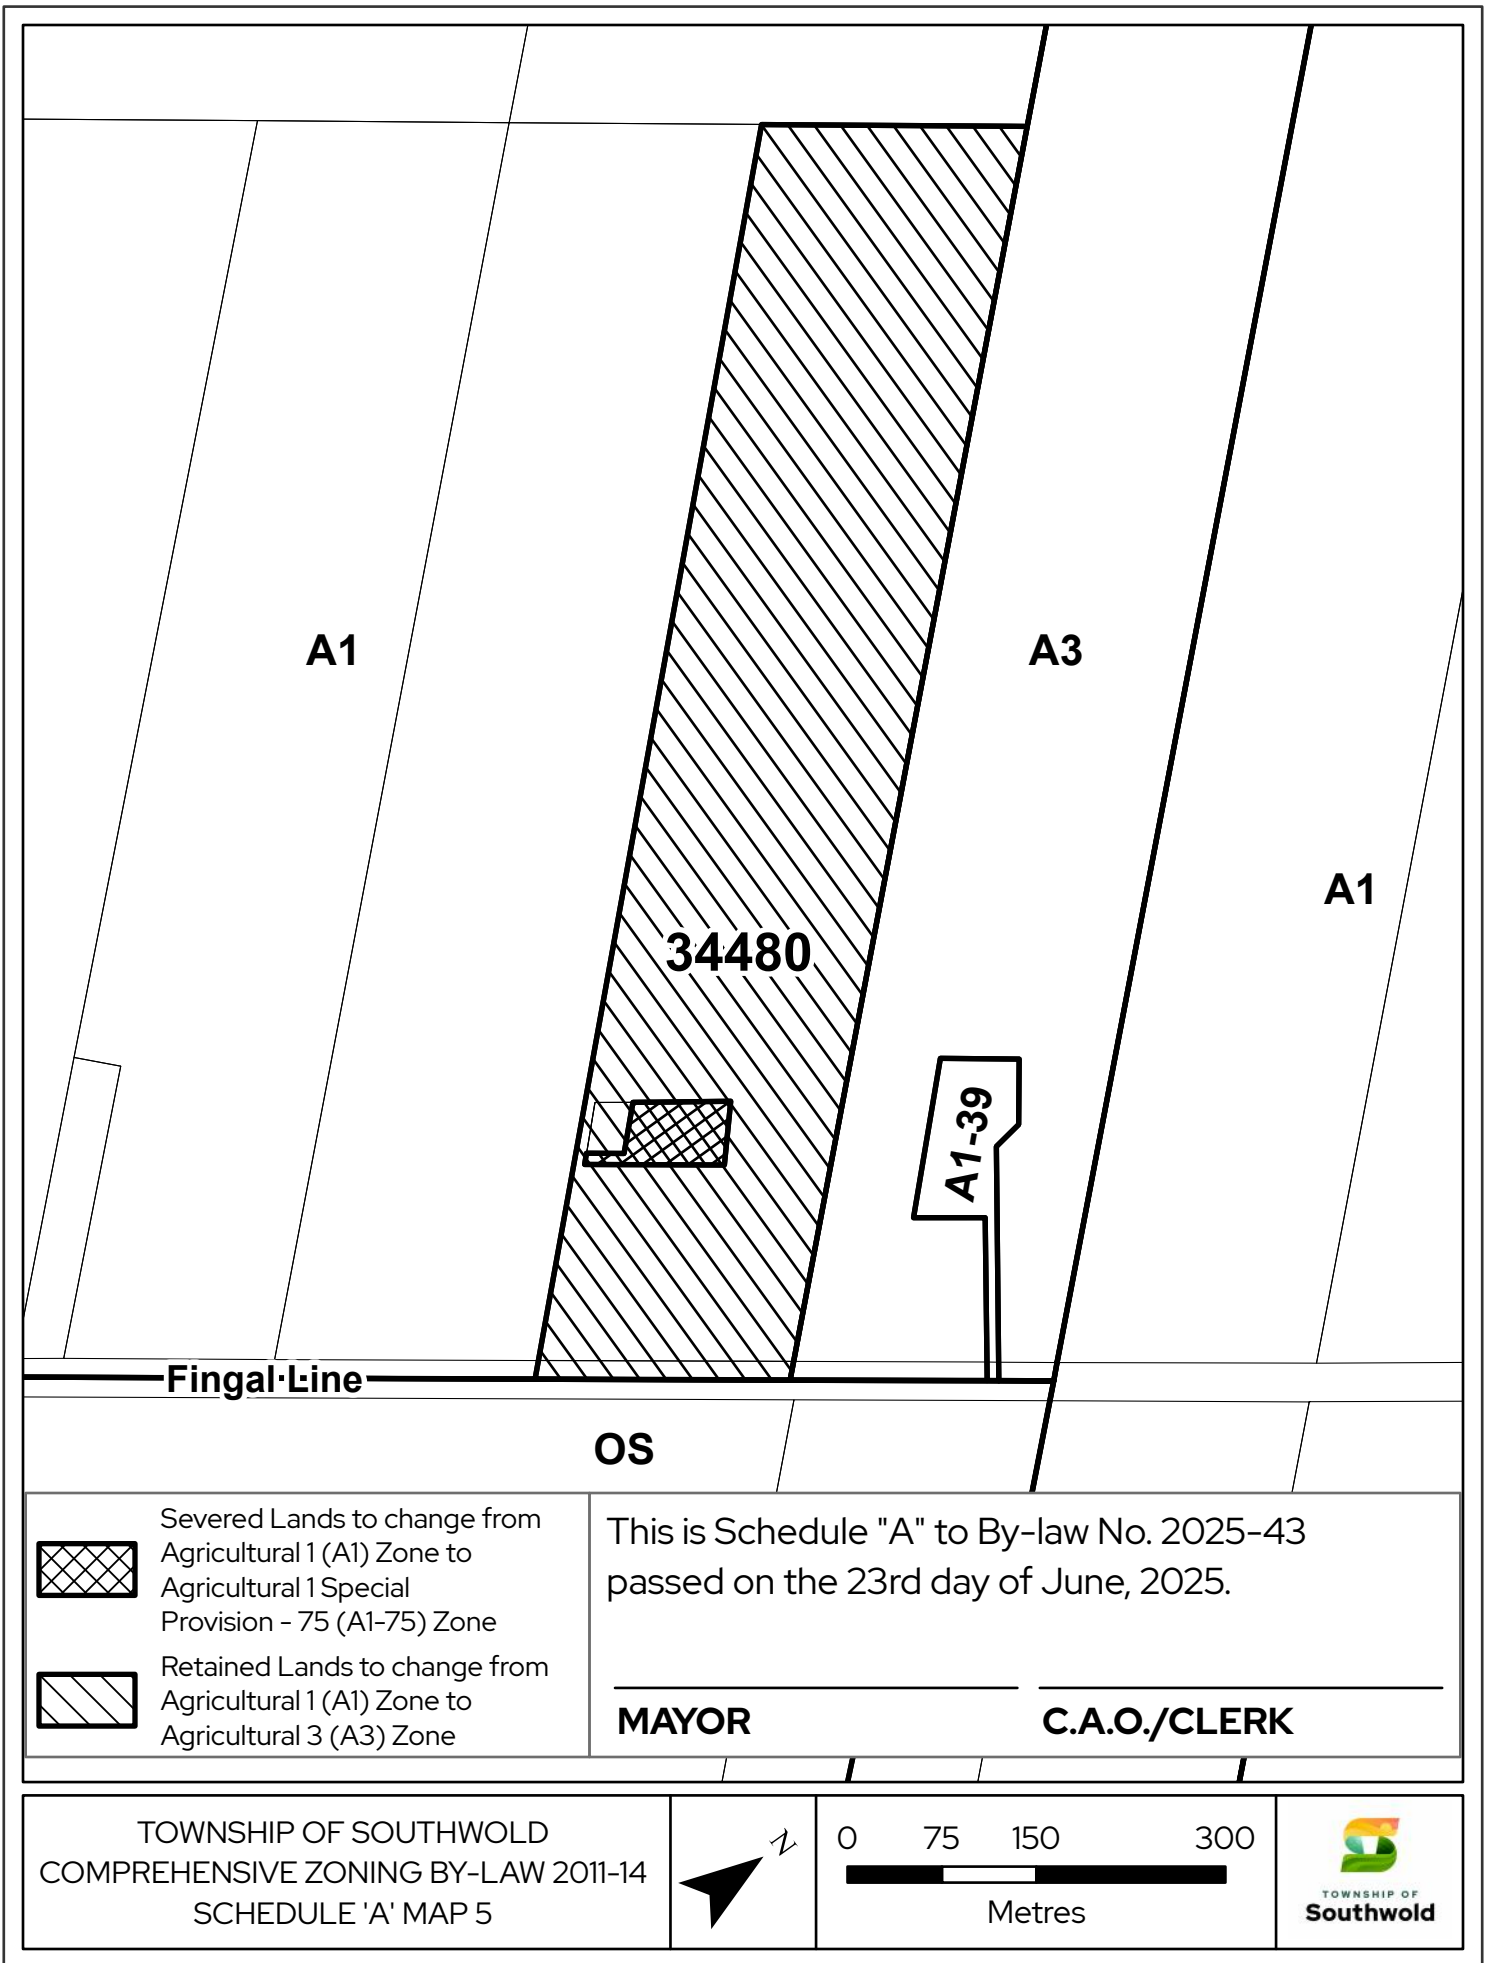 A1
A3
A1
34480
A1-39
Fingal Line
OS
Severed Lands to change from
Agricultural 1 (A1) Zone to
Agricultural 1 Special
Provision - 75 (A1-75) Zone
Retained Lands to change from
Agricultural 1 (A1) Zone to
Agricultural 3 (A3) Zone
This is Schedule "A" to By-law No. 2025-43
passed on the 23rd day of June, 2025.
MAYOR
C.A.O./CLERK
TOWNSHIP OF SOUTHWOLD
COMPREHENSIVE ZONING BY-LAW 2011-14
SCHEDULE 'A' MAP 5
N
0 75 150 300
Metres
TOWNSHIP OF
Southwold